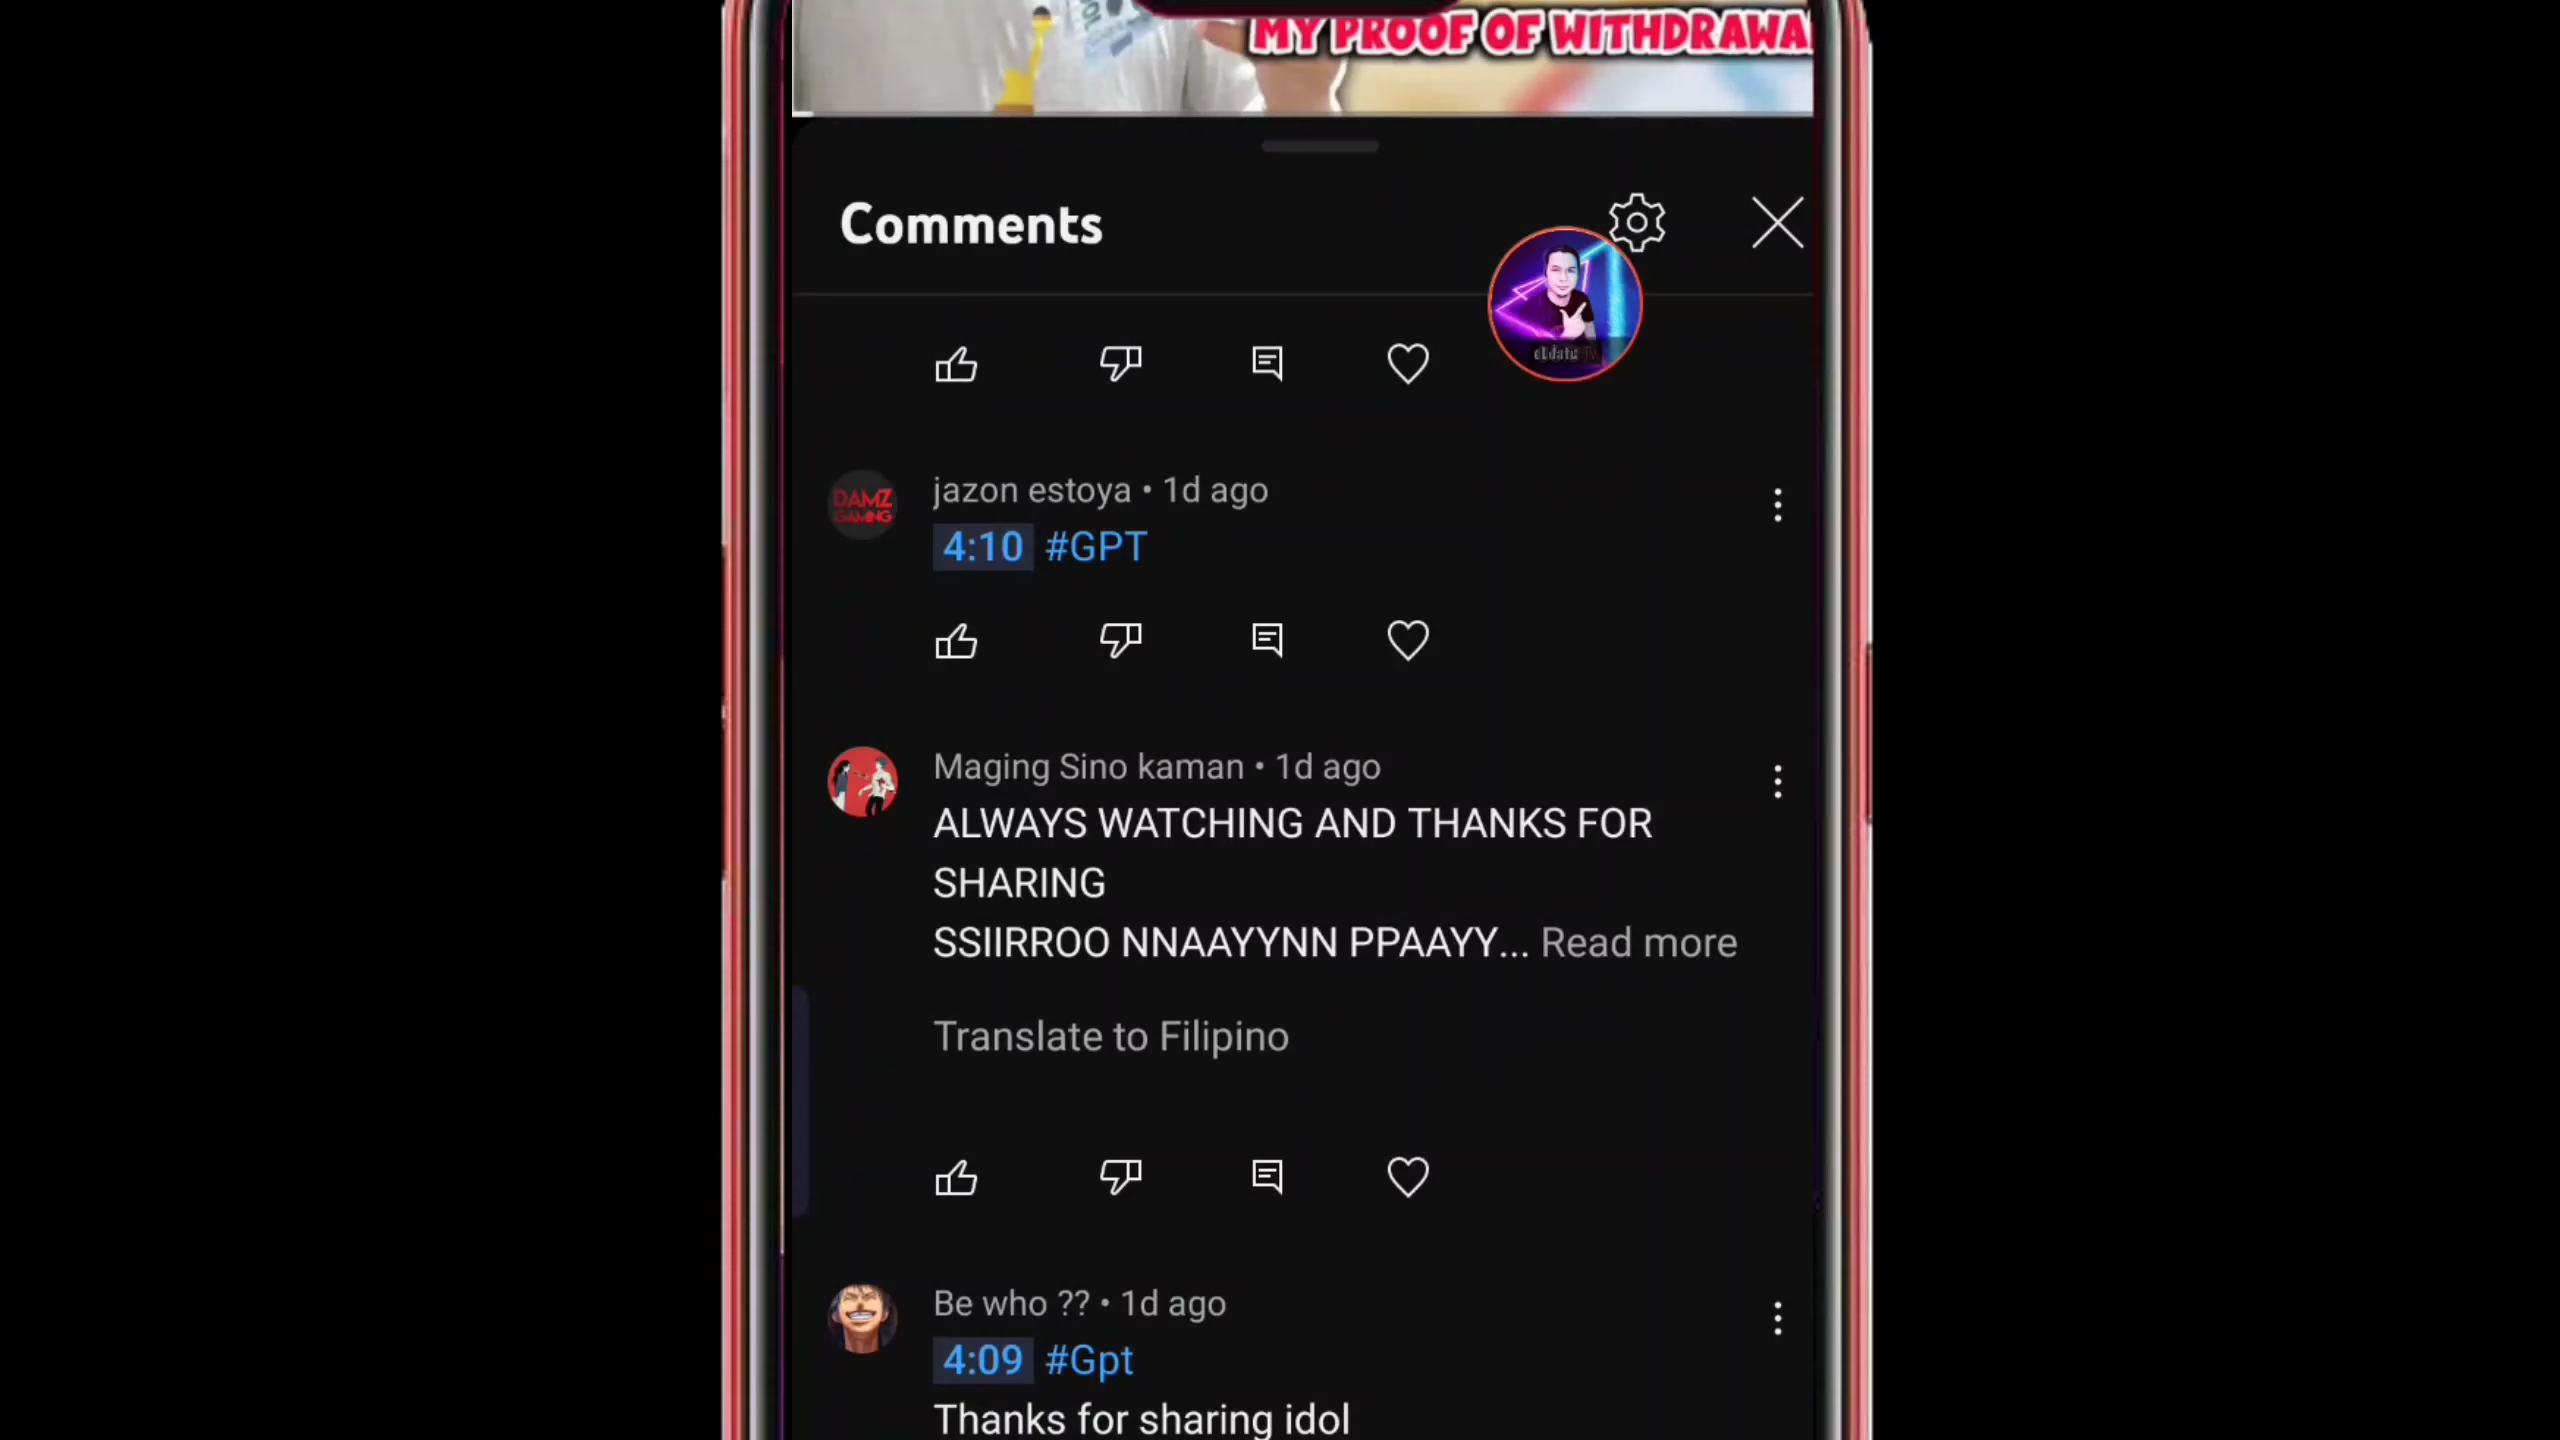 MY PROOF OF WITHDRAWA
Comments
jazon estoya • 1d ago
DAMZ
GAMING
4:10 #GPT
Maging Sino kaman • 1d ago
ALWAYS WATCHING AND THANKS FOR
SHARING
SSIIRROO NNAAYYNN PPAAYY... Read more
Translate to Filipino
Be who ?? • 1d ago
4:09 #Gpt
Thanks for sharing idol